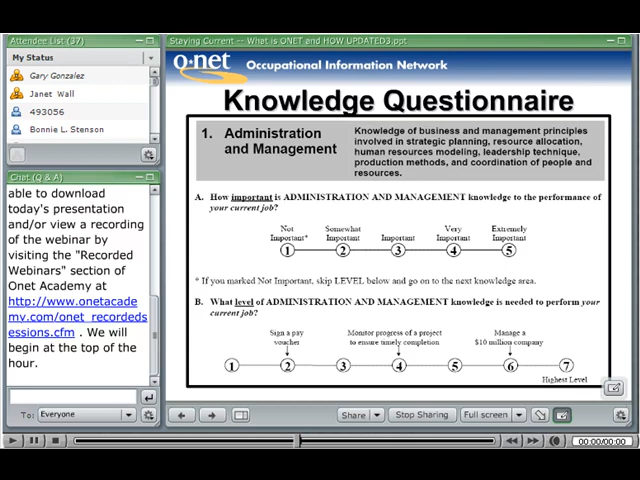 Attendee List (37)
My Status
Gary Gonzalez
Janet Wall
493056
Bonnie L. Stenson
Chat (Q & A)
able to download
today's presentation
and/or view a recording
of the webinar by
visiting the "Recorded
Webinars" section of
Onet Academy at
http://www.onetacade
my.com/onet_recordeds
essions.cfm . We will
begin at the top of the
hour.
To: Everyone
Staying Current -- What is ONET and HOW UPDATED3.ppt
o*net Occupational Information Network
Knowledge Questionnaire
1. Administration
and Management
Knowledge of business and management principles
involved in strategic planning, resource allocation,
human resources modeling, leadership technique,
production methods, and coordination of people and
resources.
A. How important is ADMINISTRATION AND MANAGEMENT knowledge to the performance of
your current job?
Not Important* Somewhat Important Important Very Important Extremely Important
1 2 3 4 5
* If you marked Not Important, skip LEVEL below and go on to the next knowledge area.
B. What level of ADMINISTRATION AND MANAGEMENT knowledge is needed to perform your
current job?
Sign a pay voucher Monitor progress of a project to ensure timely completion Manage a $10 million company
1 2 3 4 5 6 7
Highest Level
Share Stop Sharing Full screen
00:00/00:00